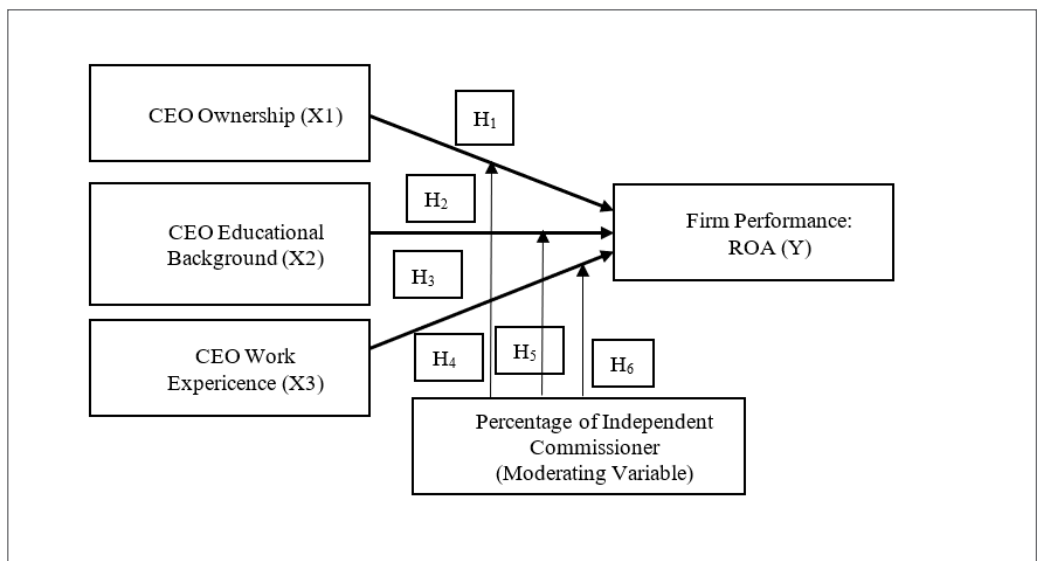 CEO Ownership (X1)
H₁
H₂
CEO Educational
Background (X2)
Firm Performance:
ROA (Y)
H₃
CEO Work
Expericence (X3)
H₄
H₅
H₆
Percentage of Independent
Commissioner
(Moderating Variable)